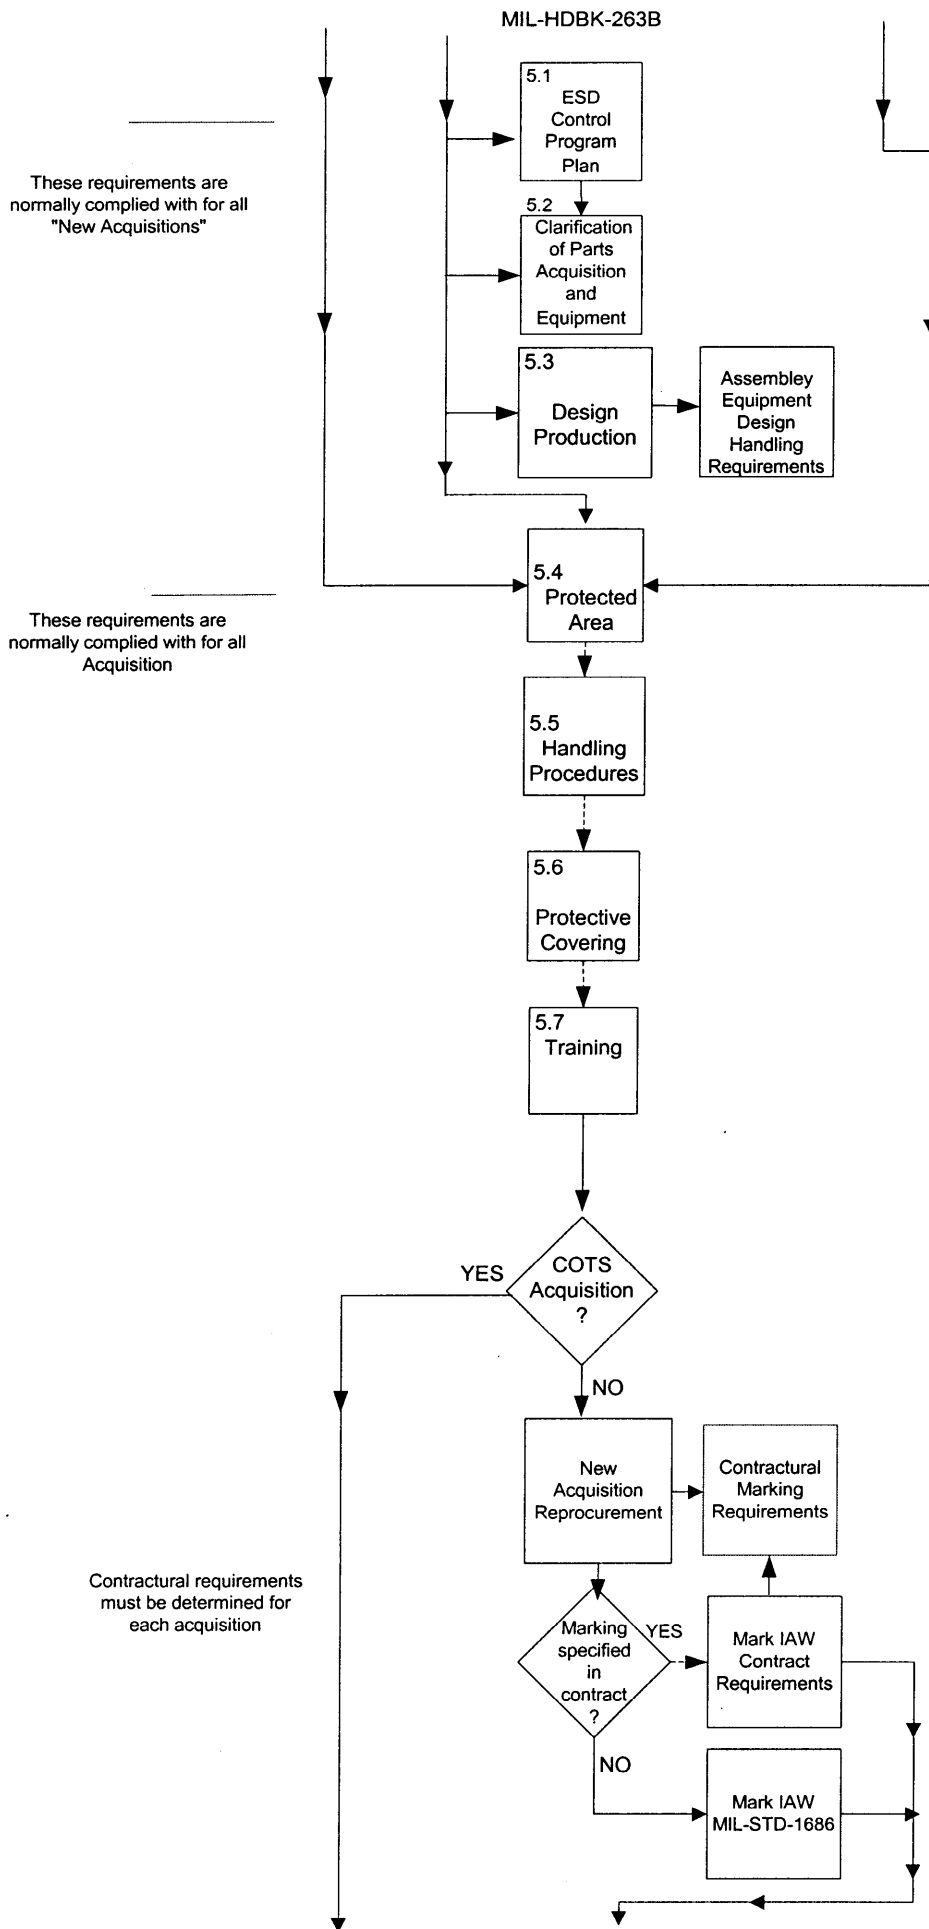 MIL-HDBK-263B
5.1
ESD
Control
Program
Plan
These requirements are
normally complied with for all
"New Acquisitions"
5.2
Clarification
of Parts
Acquisition
and
Equipment
5.3
Design
Production
Assembley
Equipment
Design
Handling
Requirements
5.4
Protected
Area
These requirements are
normally complied with for all
Acquisition
5.5
Handling
Procedures
5.6
Protective
Covering
5.7
Training
YES
COTS
Acquisition
?
NO
New
Acquisition
Reprocurement
Contractural
Marking
Requirements
Contractural requirements
must be determined for
each acquisition
Marking
specified
in
contract
?
YES
Mark IAW
Contract
Requirements
NO
Mark IAW
MIL-STD-1686